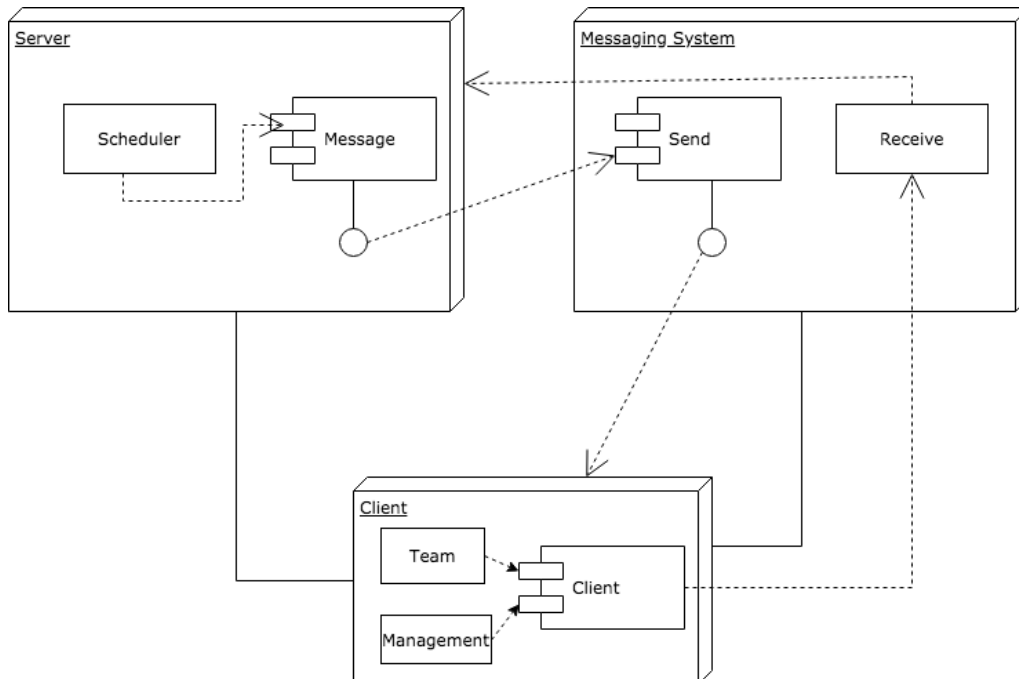 Server
Messaging System
Scheduler
Message
Send
Receive
Client
Team
Client
Management